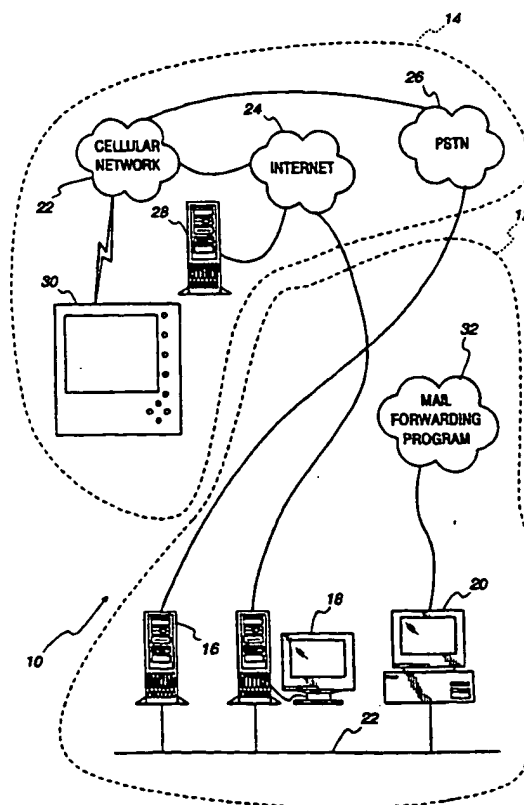 14
26
24
CELLULAR
NETWORK
INTERNET
PSTN
22
28
30
32
MAIL
FORWARDING
PROGRAM
18
20
16
10
22